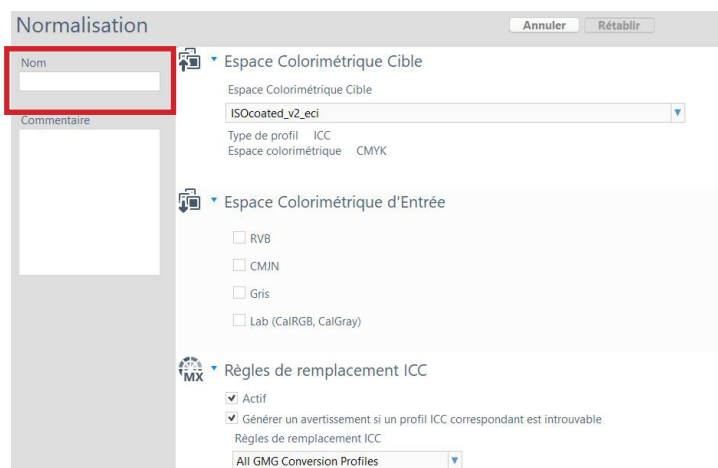 Normalisation
Annuler
Rétablir
Nom
Commentaire
Espace Colorimétrique Cible
Espace Colorimétrique Cible
ISOcoated_v2_eci
Type de profil ICC
Espace colorimétrique CMYK
Espace Colorimétrique d'Entrée
RVB
CMJN
Gris
Lab (CalRGB, CalGray)
MX
Règles de remplacement ICC
Actif
Générer un avertissement si un profil ICC correspondant est introuvable
Règles de remplacement ICC
All GMG Conversion Profiles